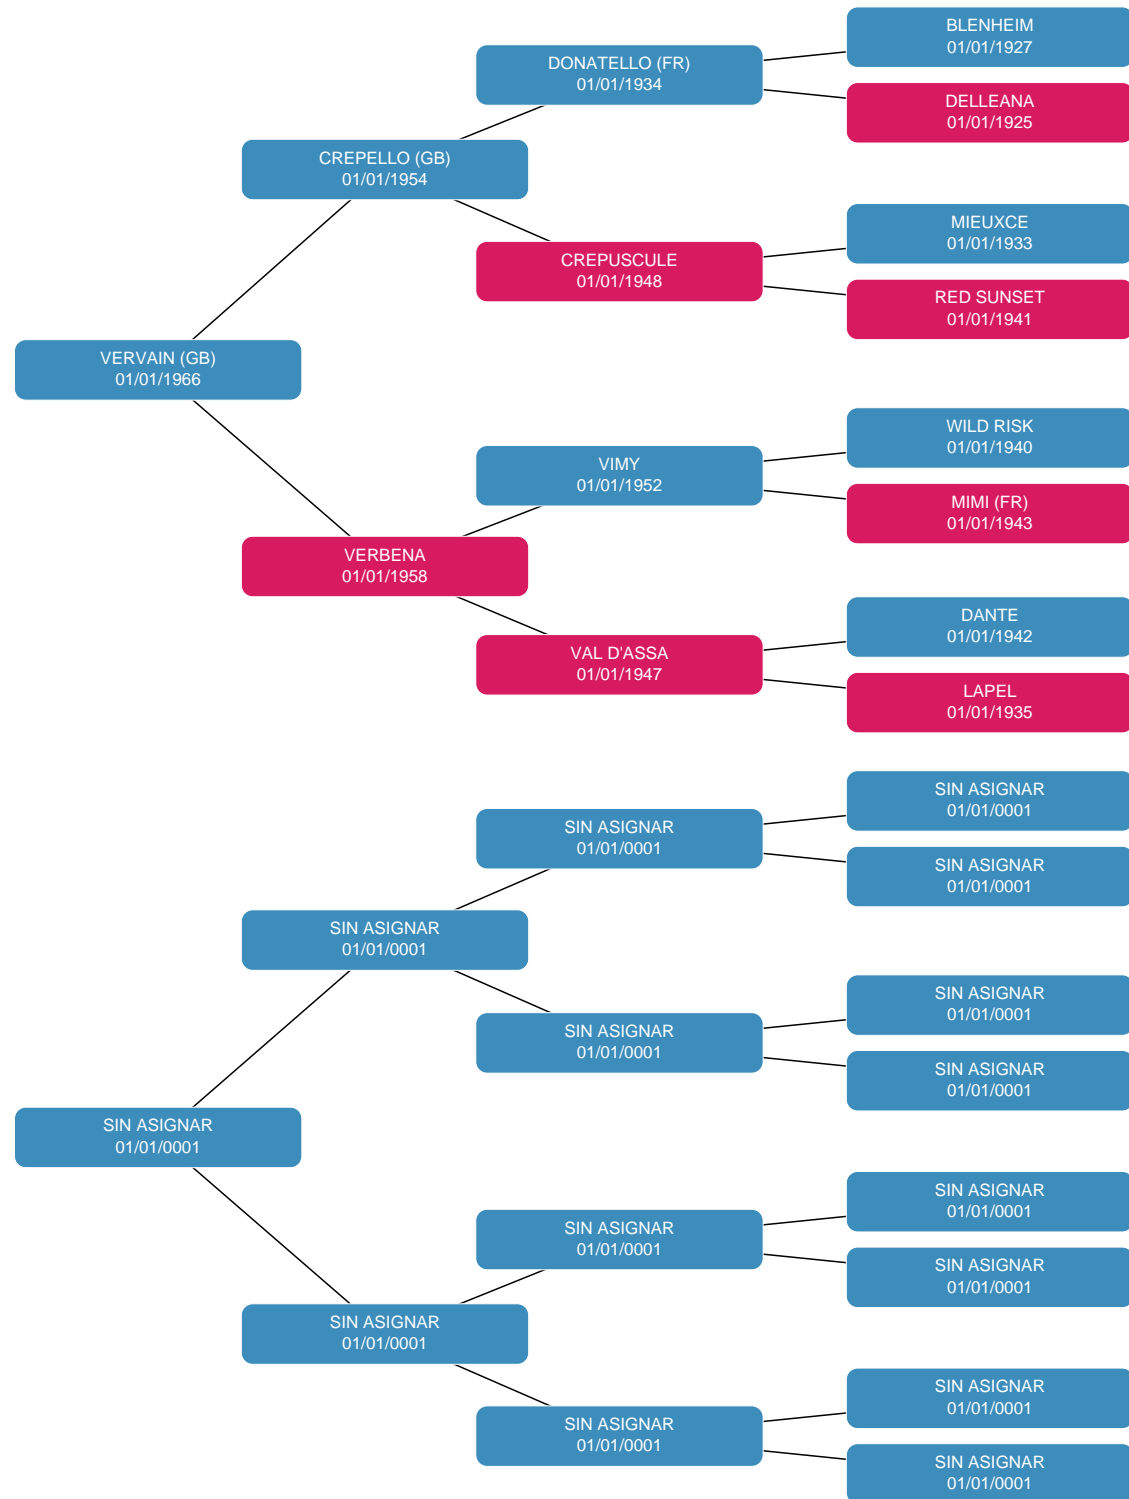 BLENHEIM
01/01/1927
DONATELLO (FR)
01/01/1934
DELLEANA
01/01/1925
CREPELLO (GB)
01/01/1954
MIEUXCE
01/01/1933
CREPUSCULE
01/01/1948
RED SUNSET
01/01/1941
VERVAIN (GB)
01/01/1966
WILD RISK
01/01/1940
VIMY
01/01/1952
MIMI (FR)
01/01/1943
VERBENA
01/01/1958
DANTE
01/01/1942
VAL D'ASSA
01/01/1947
LAPEL
01/01/1935
SIN ASIGNAR
01/01/0001
SIN ASIGNAR
01/01/0001
SIN ASIGNAR
01/01/0001
SIN ASIGNAR
01/01/0001
SIN ASIGNAR
01/01/0001
SIN ASIGNAR
01/01/0001
SIN ASIGNAR
01/01/0001
SIN ASIGNAR
01/01/0001
SIN ASIGNAR
01/01/0001
SIN ASIGNAR
01/01/0001
SIN ASIGNAR
01/01/0001
SIN ASIGNAR
01/01/0001
SIN ASIGNAR
01/01/0001
SIN ASIGNAR
01/01/0001
SIN ASIGNAR
01/01/0001